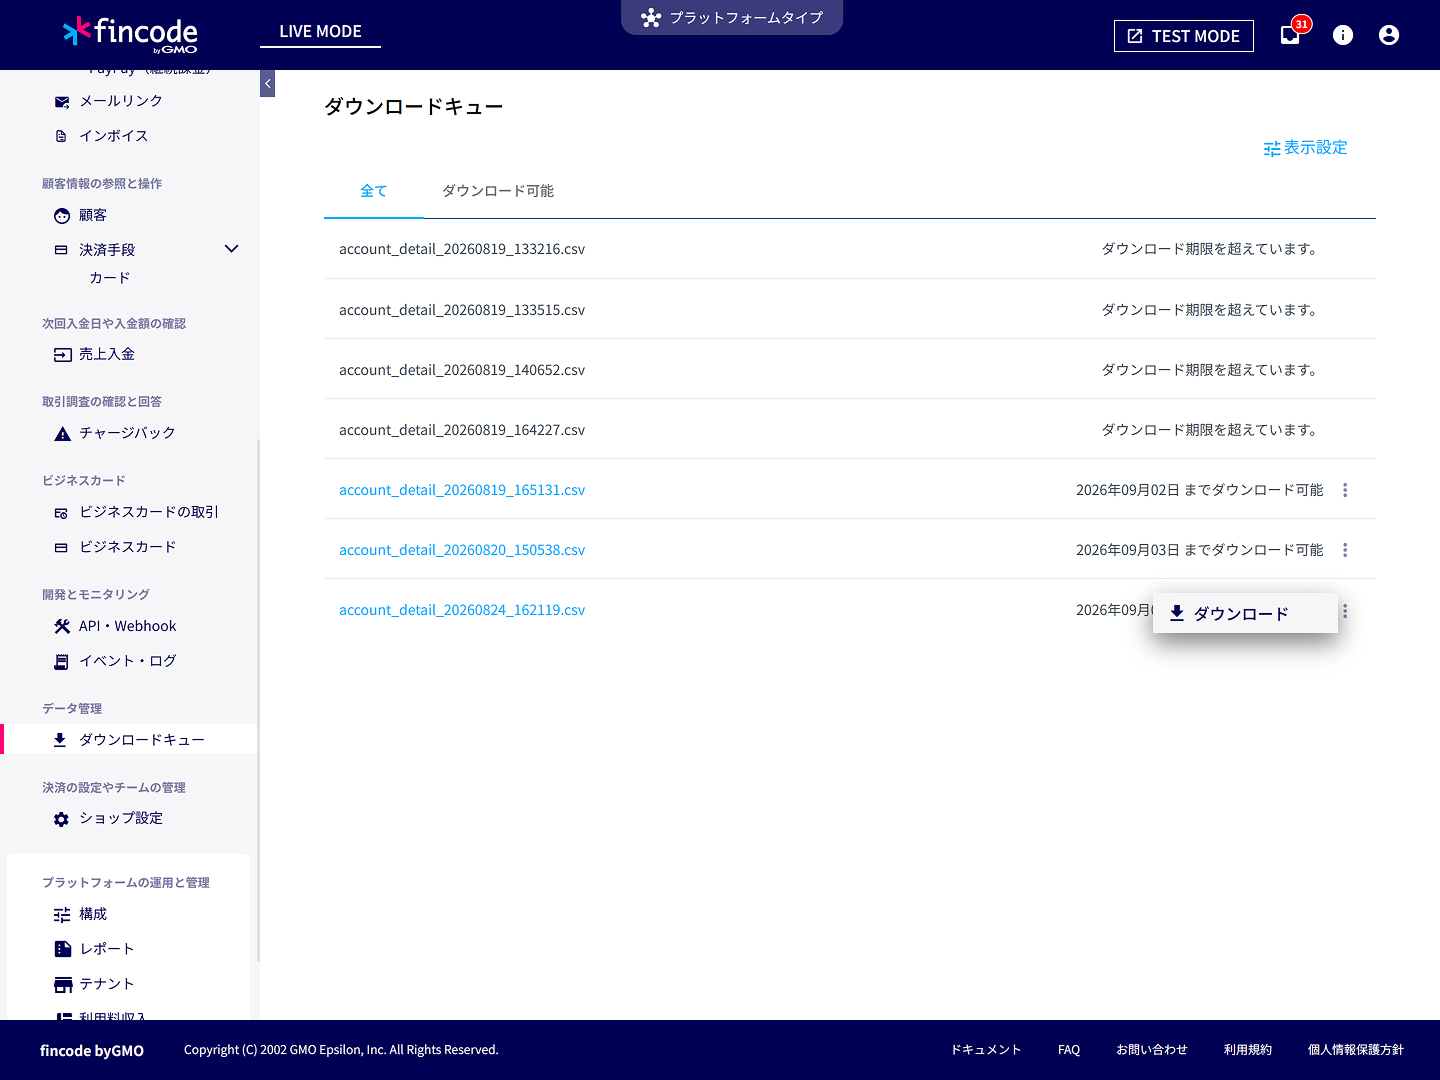 fincode
byGMO
LIVE MODE
プラットフォームタイプ
TEST MODE
31
メールリンク
インボイス
顧客情報の参照と操作
顧客
決済手段
カード
次回入金日や入金額の確認
売上入金
取引調査の確認と回答
チャージバック
ビジネスカード
ビジネスカードの取引
ビジネスカード
開発とモニタリング
API・Webhook
イベント・ログ
データ管理
ダウンロードキュー
決済の設定やチームの管理
ショップ設定
プラットフォームの運用と管理
構成
レポート
テナント
利用料収入
ダウンロードキュー
表示設定
全て
ダウンロード可能
account_detail_20260819_133216.csv
ダウンロード期限を超えています。
account_detail_20260819_133515.csv
ダウンロード期限を超えています。
account_detail_20260819_140652.csv
ダウンロード期限を超えています。
account_detail_20260819_164227.csv
ダウンロード期限を超えています。
account_detail_20260819_165131.csv
2026年09月02日 までダウンロード可能
account_detail_20260820_150538.csv
2026年09月03日 までダウンロード可能
account_detail_20260824_162119.csv
2026年09月
ダウンロード
fincode byGMO
Copyright (C) 2002 GMO Epsilon, Inc. All Rights Reserved.
ドキュメント
FAQ
お問い合わせ
利用規約
個人情報保護方針